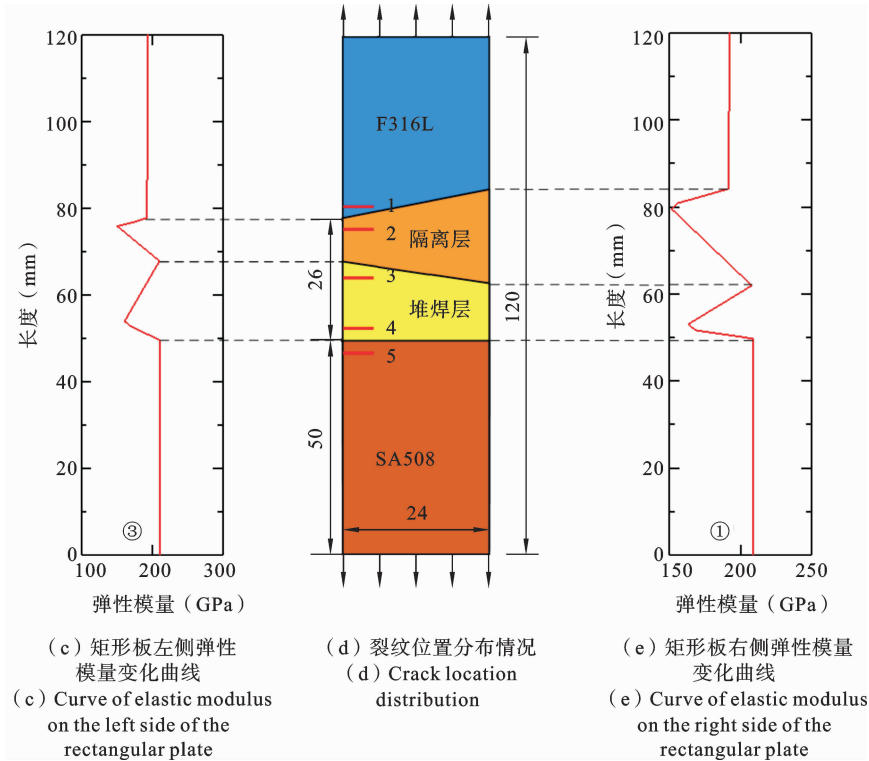 120
100
80
60
40
20
0
100
200
300
长度（mm）
③
弹性模量（GPa）
（c）矩形板左侧弹性
模量变化曲线
（c）Curve of elastic modulus
on the left side of the
rectangular plate
F316L
1
2
隔离层
3
堆焊层
4
5
SA508
24
26
50
120
（d）裂纹位置分布情况
（d）Crack location
distribution
120
100
80
60
40
20
0
150
200
250
长度（mm）
①
弹性模量（GPa）
（e）矩形板右侧弹性模量
变化曲线
（e）Curve of elastic modulus
on the right side of the
rectangular plate